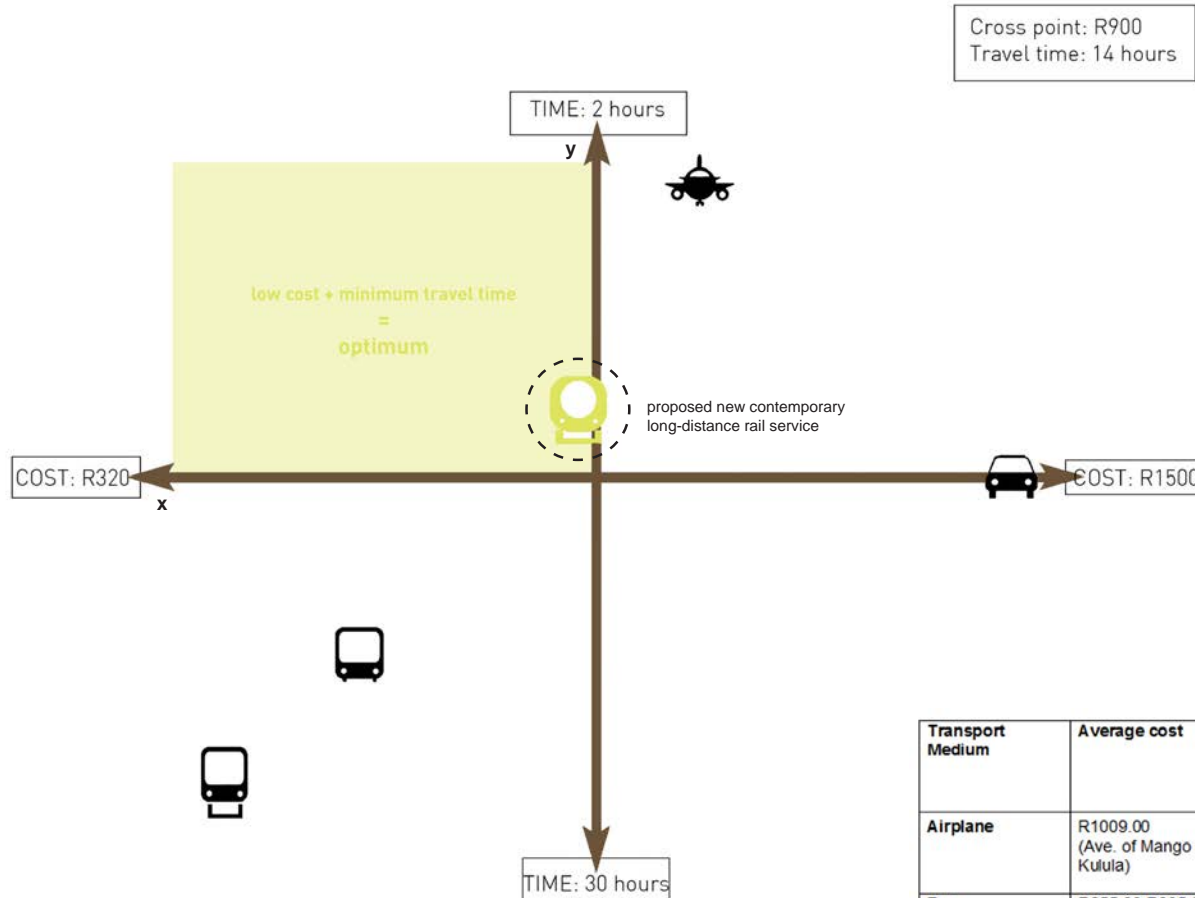 Cross point: R900
Travel time: 14 hours
TIME: 2 hours
y
low cost + minimum travel time
=
optimum
proposed new contemporary
long-distance rail service
COST: R320
COST: R1500
x
TIME: 30 hours
Transport Medium
Average cost
Airplane
R1009.00
(Ave. of Mango
Kulula)